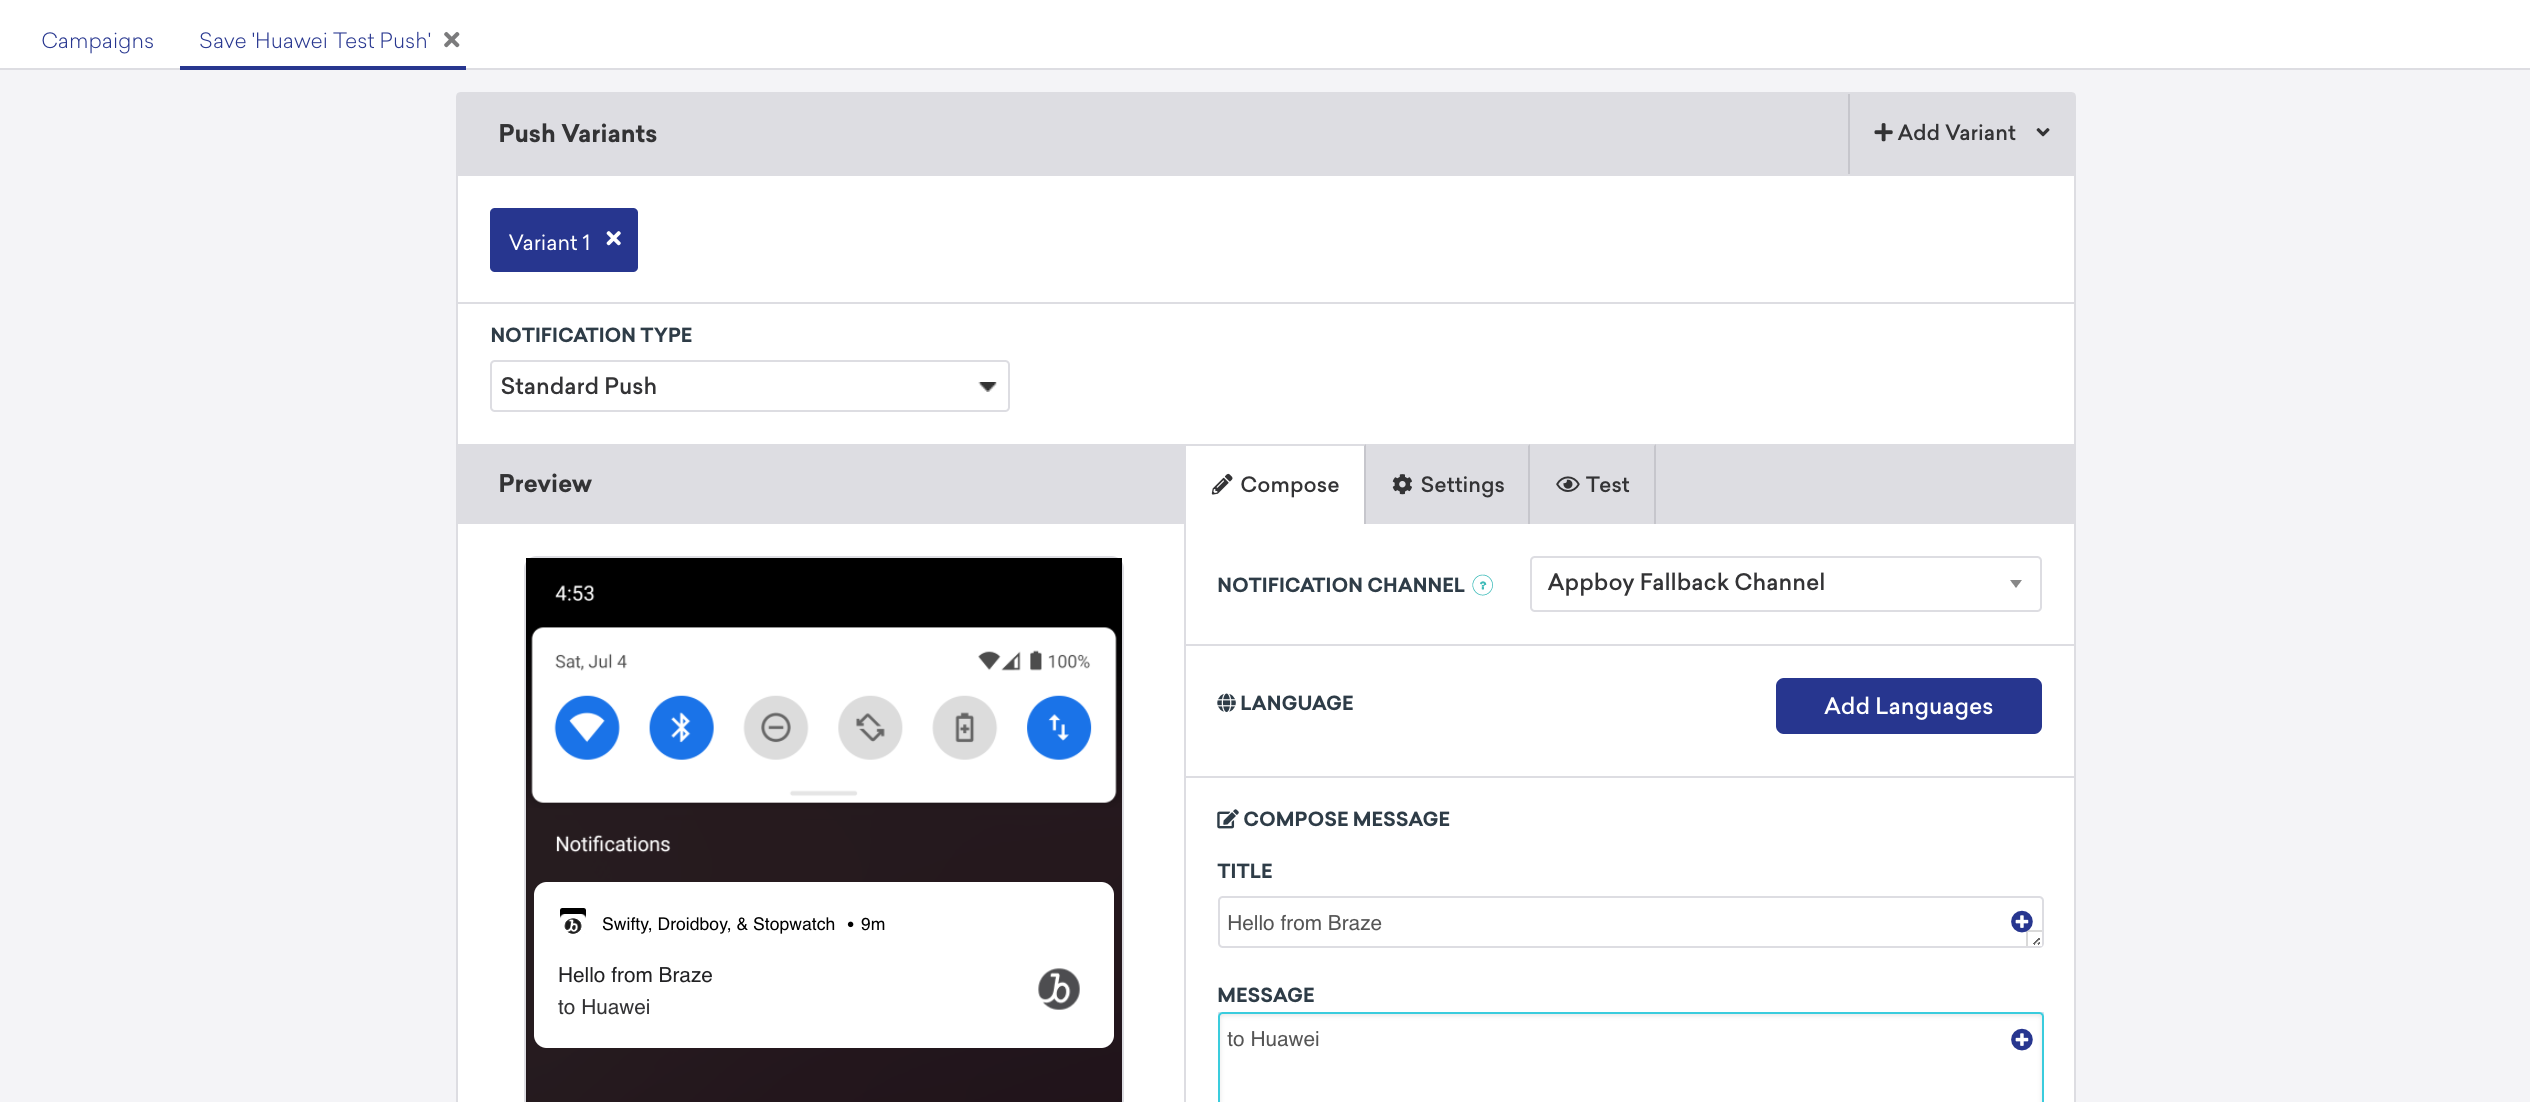 Campaigns
Save 'Huawei Test Push'
Push Variants
Add Variant
Variant 1
NOTIFICATION TYPE
Standard Push
Preview
Compose
Settings
Test
4:53
Sat, Jul 4
100%
Notifications
Swifty, Droidboy, & Stopwatch • 9m
Hello from Braze
to Huawei
NOTIFICATION CHANNEL ?
Appboy Fallback Channel
LANGUAGE
Add Languages
COMPOSE MESSAGE
TITLE
Hello from Braze
MESSAGE
to Huawei